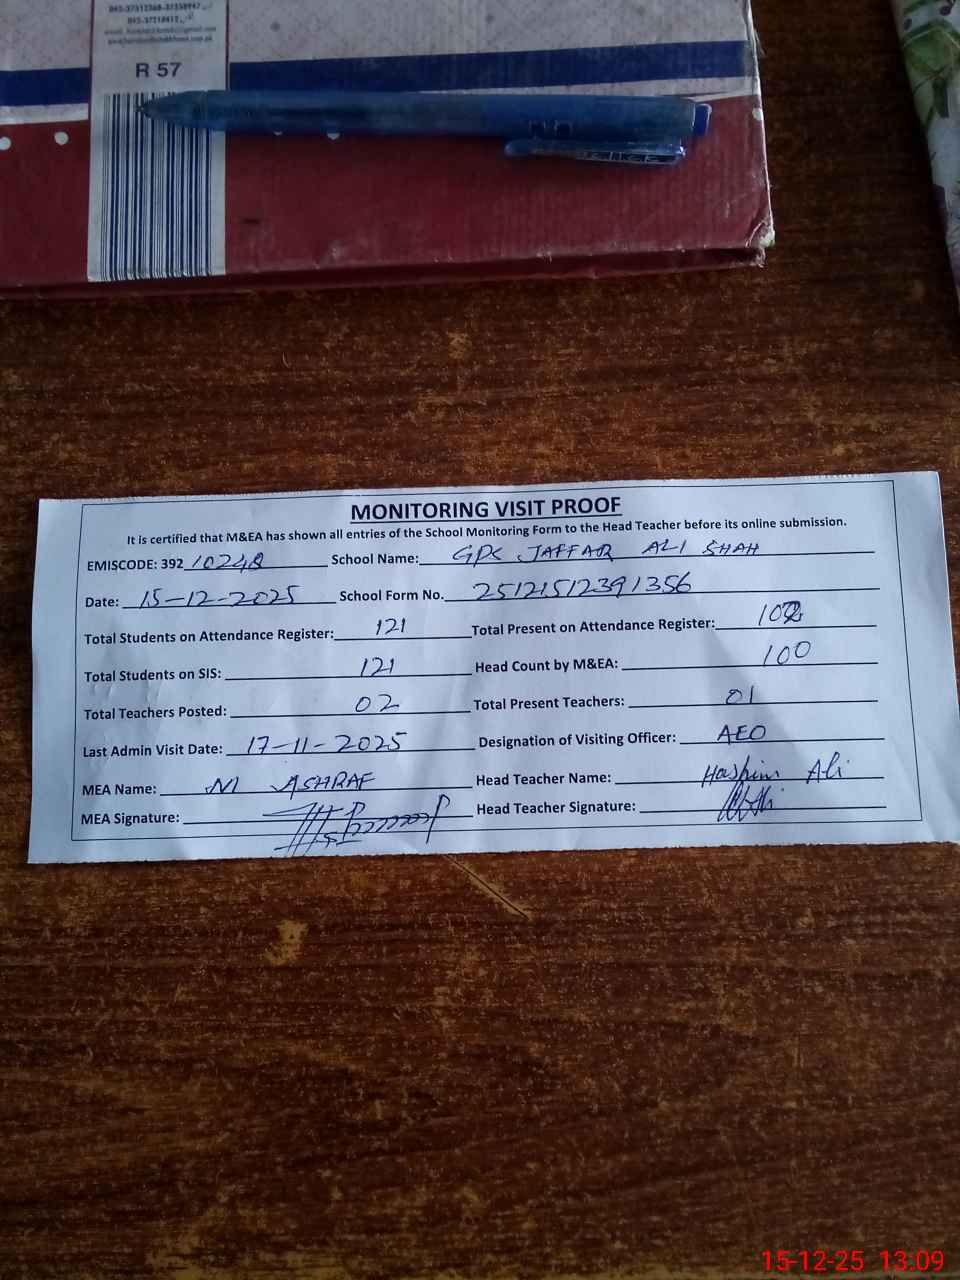 R 57
MONITORING VISIT PROOF
It is certified that M&EA has shown all entries of the School Monitoring Form to the Head Teacher before its online submission.
EMISCODE: 392 10248 School Name: GPS JAFFAR ALI SHAH
Date: 15-12-2025 School Form No. 25121512391356
Total Students on Attendance Register: 121 Total Present on Attendance Register:
Total Students on SIS: 121 Head Count by M&EA: 100
Total Teachers Posted: 02 Total Present Teachers: 01
Last Admin Visit Date: 17-11-2025 Designation of Visiting Officer: AEO
MEA Name: M ASHRAF Head Teacher Name: Hashim Ali
MEA Signature: Head Teacher Signature:
15-12-25 13:09